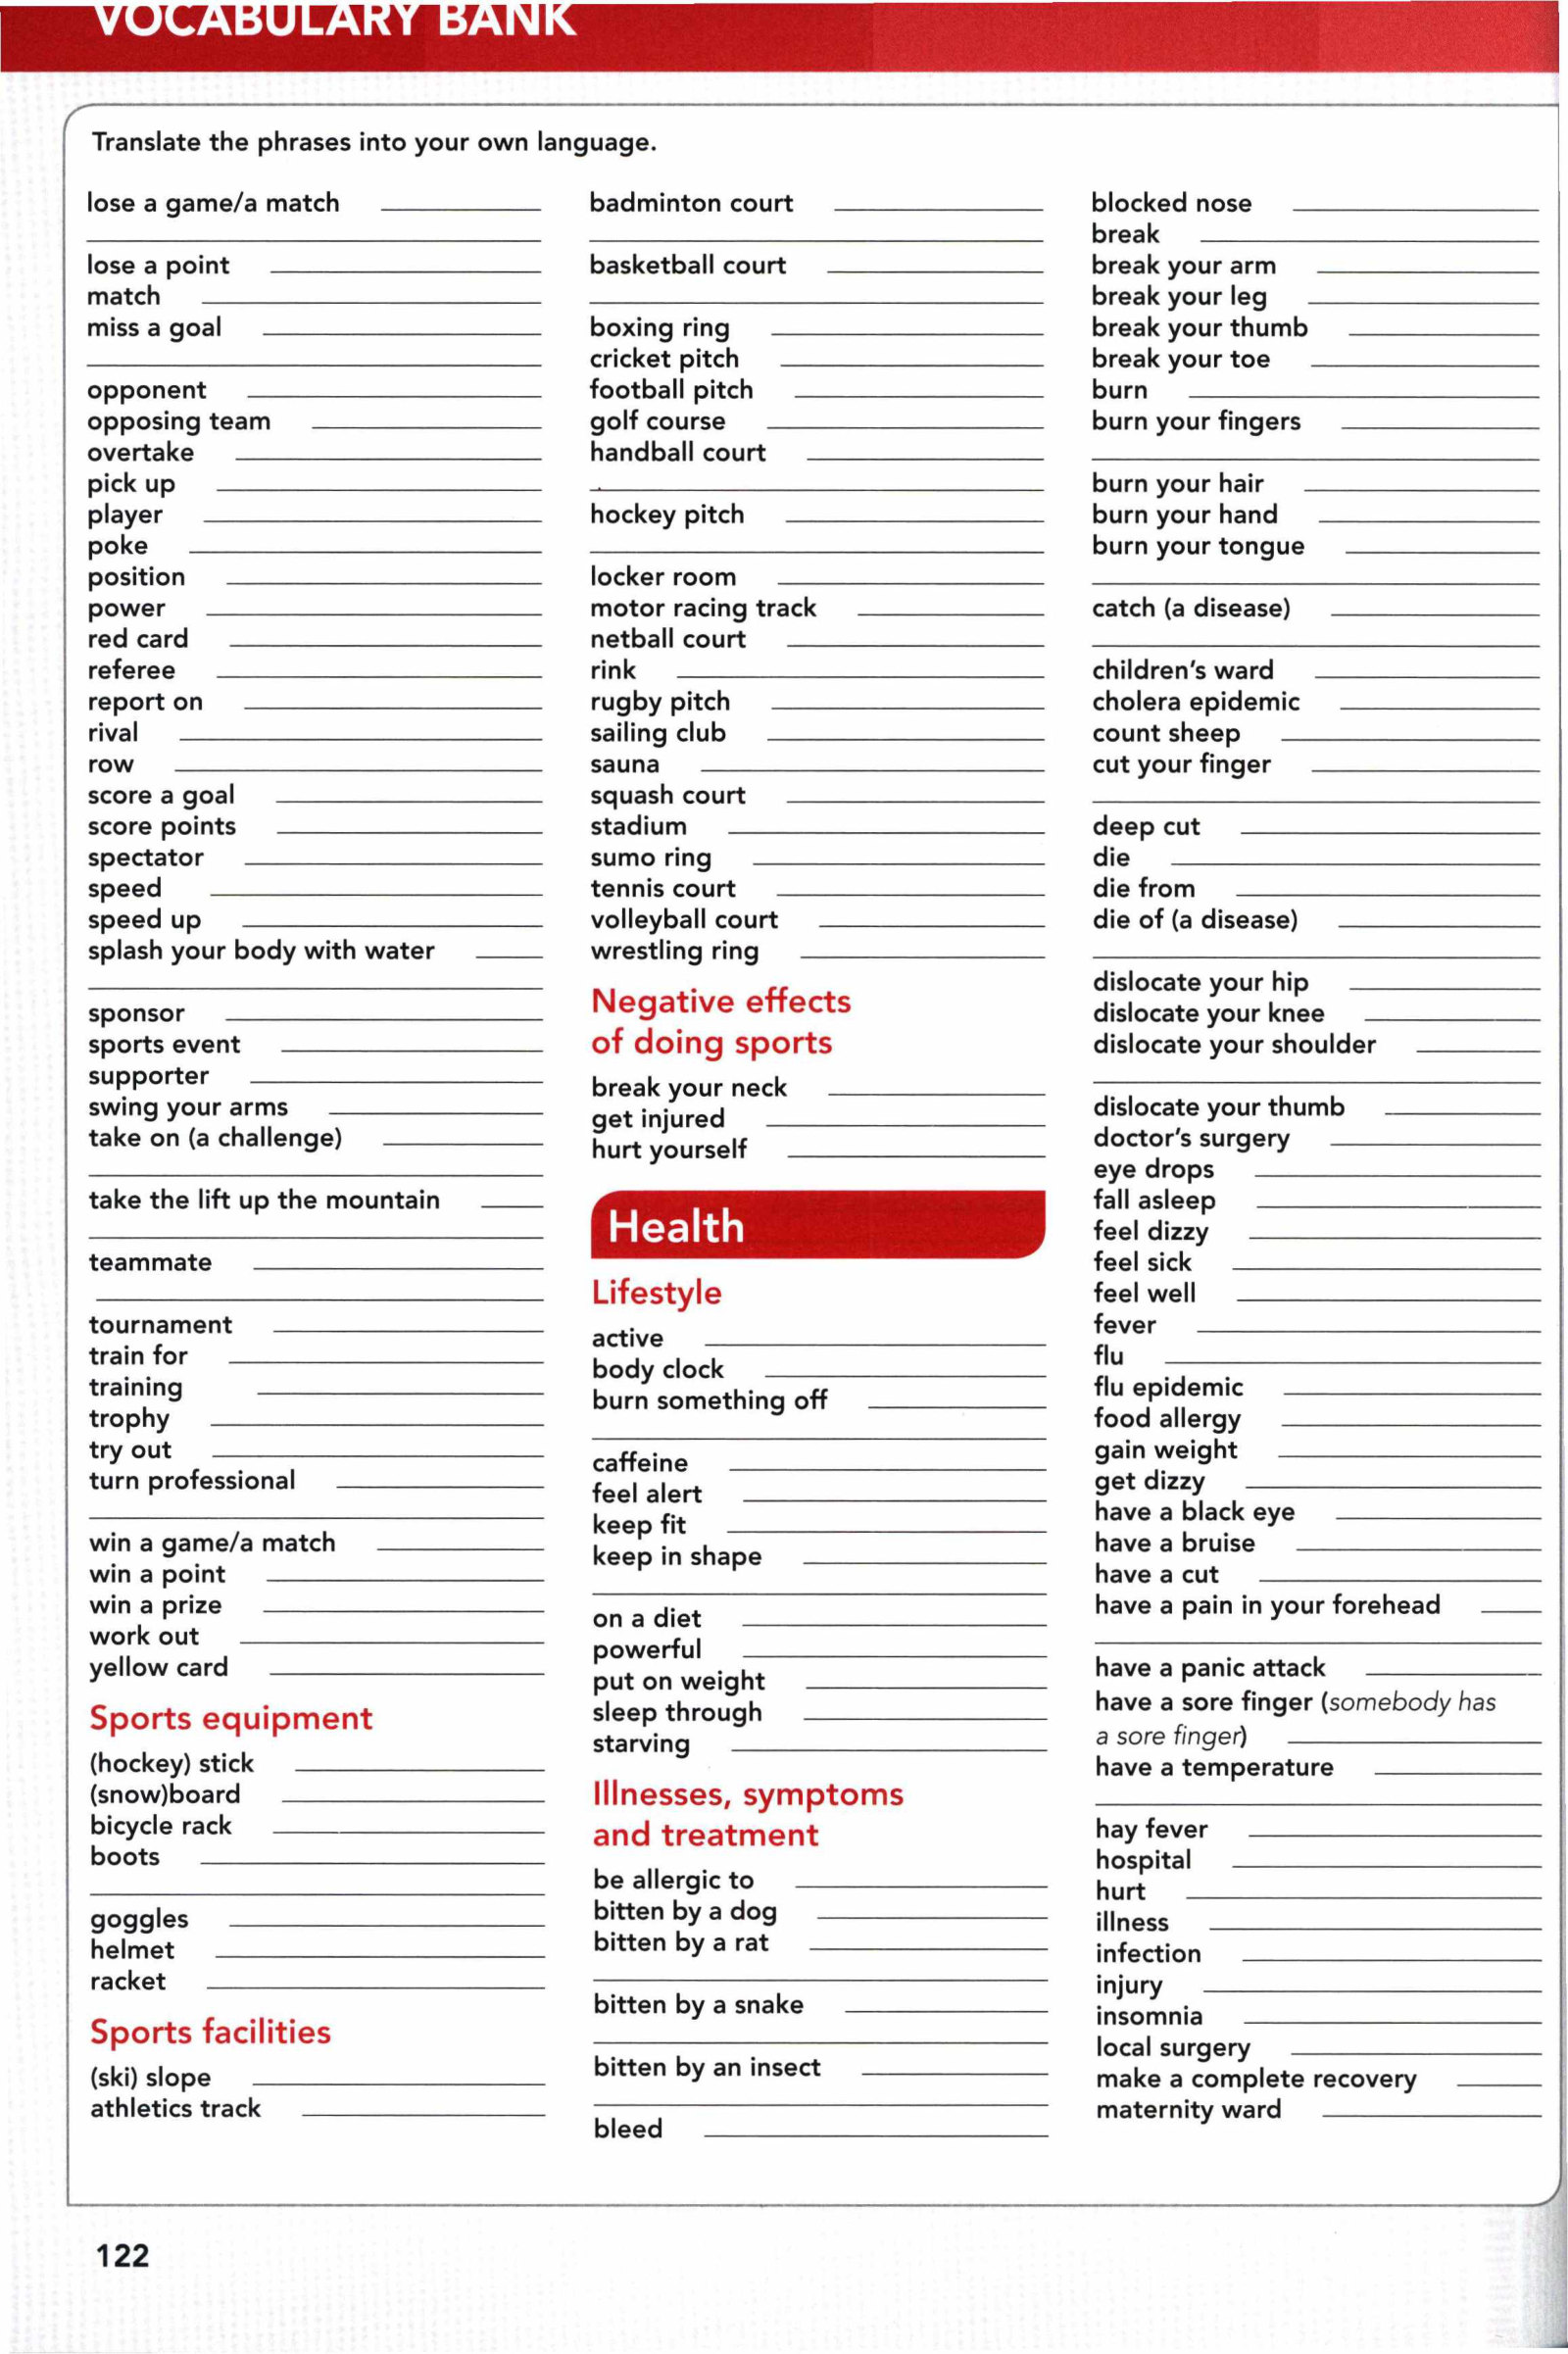 VOCABULARY BANK
Translate the phrases into your own language.
lose a game/a match
lose a point
match
miss a goal
opponent
opposing team
overtake
pick up
player
poke
position
power
red card
referee
report on
rival
row
score a goal
score points
spectator
speed
speed up
splash your body with water
sponsor
sports event
supporter
swing your arms
take on (a challenge)
take the lift up the mountain
teammate
tournament
train for
training
trophy
try out
turn professional
win a game/a match
win a point
win a prize
work out
yellow card
Sports equipment
(hockey) stick
(snow)board
bicycle rack
boots
goggles
helmet
racket
Sports facilities
(ski) slope
athletics track
badminton court
basketball court
boxing ring
cricket pitch
football pitch
golf course
handball court
hockey pitch
locker room
motor racing track
netball court
rink
rugby pitch
sailing club
sauna
squash court
stadium
sumo ring
tennis court
volleyball court
wrestling ring
Negative effects
of doing sports
break your neck
get injured
hurt yourself
Health
Lifestyle
active
body clock
burn something off
caffeine
feel alert
keep fit
keep in shape
on a diet
powerful
put on weight
sleep through
starving
Illnesses, symptoms
and treatment
be allergic to
bitten by a dog
bitten by a rat
bitten by a snake
bitten by an insect
bleed
blocked nose
break
break your arm
break your leg
break your thumb
break your toe
burn
burn your fingers
burn your hair
burn your hand
burn your tongue
catch (a disease)
children's ward
cholera epidemic
count sheep
cut your finger
deep cut
die
die from
die of (a disease)
dislocate your hip
dislocate your knee
dislocate your shoulder
dislocate your thumb
doctor's surgery
eye drops
fall asleep
feel dizzy
feel sick
feel well
fever
flu
flu epidemic
food allergy
gain weight
get dizzy
have a black eye
have a bruise
have a cut
have a pain in your forehead
have a panic attack
have a sore finger (somebody has
a sore finger)
have a temperature
hay fever
hospital
hurt
illness
infection
injury
insomnia
local surgery
make a complete recovery
maternity ward
122